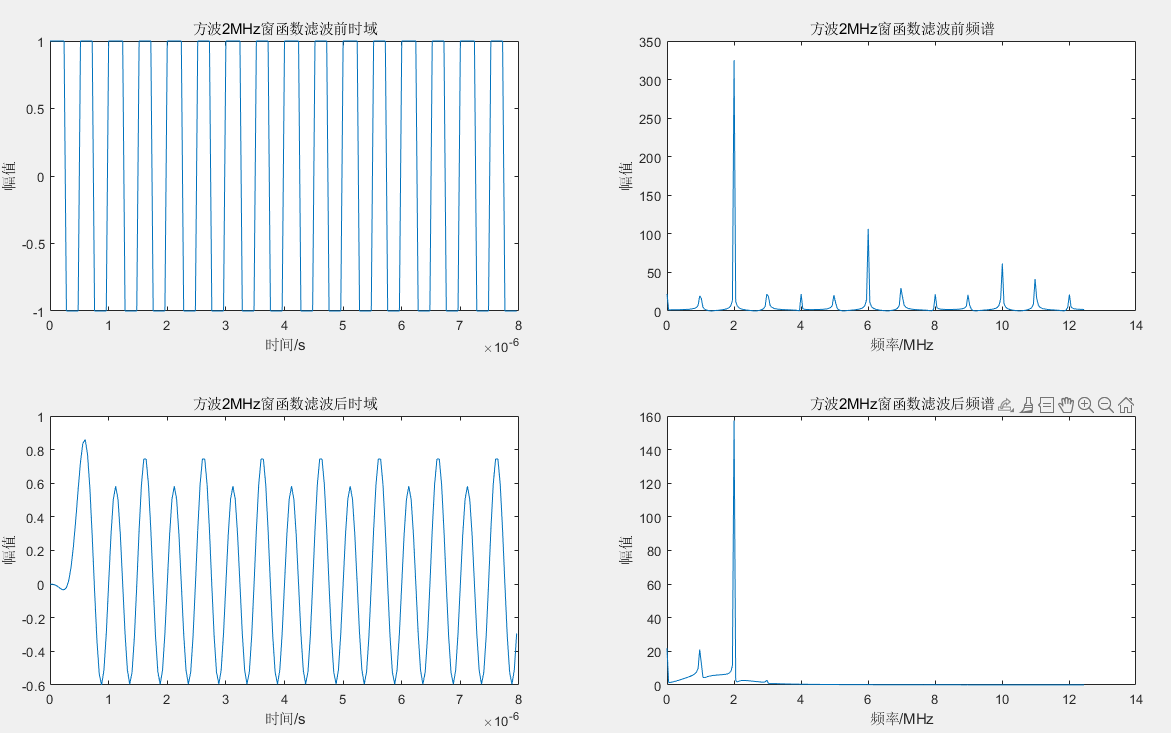 方波2MHz窗函数滤波前时域
幅值
1
0.5
0
-0.5
-1
0 1 2 3 4 5 6 7 8
时间/s
×10-6
方波2MHz窗函数滤波前频谱
幅值
350
300
250
200
150
100
50
0
0 2 4 6 8 10 12 14
频率/MHz
方波2MHz窗函数滤波后时域
幅值
1
0.8
0.6
0.4
0.2
0
-0.2
-0.4
-0.6
0 1 2 3 4 5 6 7 8
时间/s
×10-6
方波2MHz窗函数滤波后频谱
幅值
160
140
120
100
80
60
40
20
0
0 2 4 6 8 10 12 14
频率/MHz